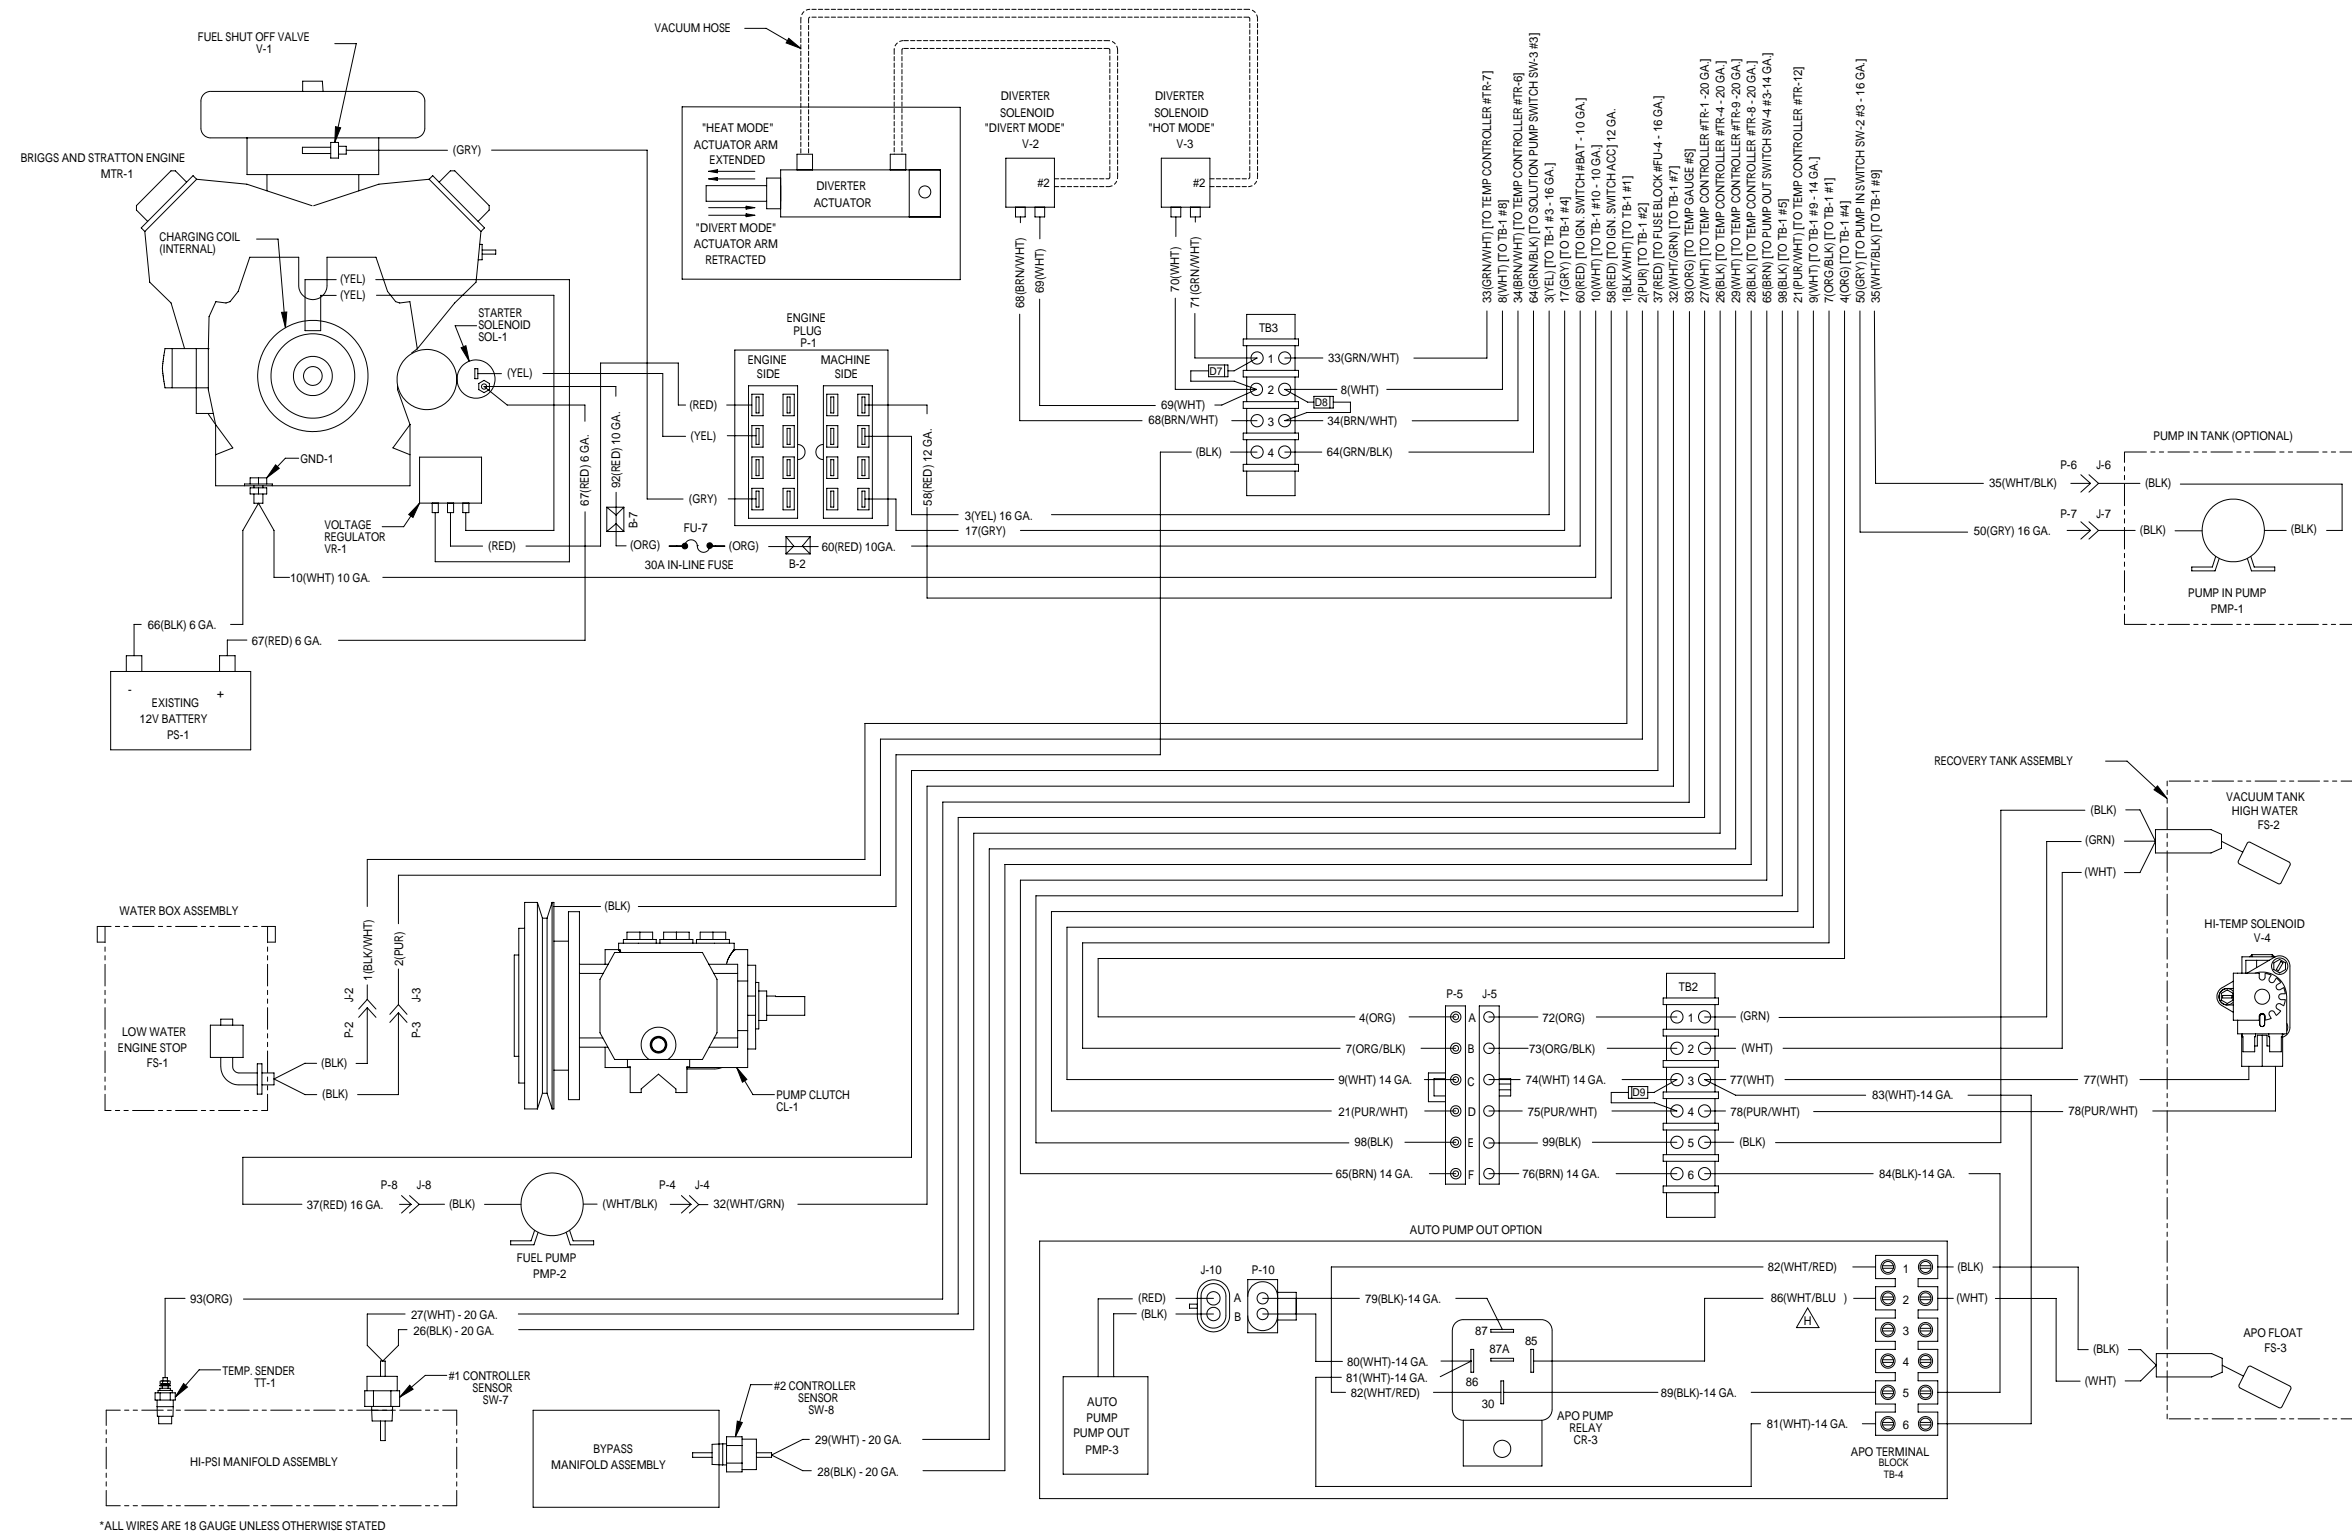 FUEL SHUT OFF VALVE
V-1
BRIGGS AND STRATTON ENGINE
MTR-1
(GRY)
CHARGING COIL
(INTERNAL)
(YEL)
(YEL)
STARTER
SOLENOID
SOL-1
(YEL)
GND-1
VOLTAGE
REGULATOR
VR-1
(RED)
10(WHT) 10 GA.
66(BLK) 6 GA.
67(RED) 6 GA.
-
+
EXISTING
12V BATTERY
PS-1
67(RED) 6 GA.
92(RED) 10 GA.
B-7
(ORG)
FU-7
(ORG)
30A IN-LINE FUSE
B-2
60(RED) 10GA.
VACUUM HOSE
"HEAT MODE"
ACTUATOR ARM
EXTENDED
DIVERTER
ACTUATOR
"DIVERT MODE"
ACTUATOR ARM
RETRACTED
ENGINE
PLUG
P-1
ENGINE
SIDE
MACHINE
SIDE
(RED)
(YEL)
(GRY)
58(RED) 12 GA.
3(YEL) 16 GA.
17(GRY)
DIVERTER
SOLENOID
"DIVERT MODE"
V-2
#2
DIVERTER
SOLENOID
"HOT MODE"
V-3
#2
68(BRN/WHT)
69(WHT)
70(WHT)
71(GRN/WHT)
TB3
1
2
3
4
D7
D8
33(GRN/WHT)
8(WHT)
69(WHT)
68(BRN/WHT)
34(BRN/WHT)
(BLK)
64(GRN/BLK)
33(GRN/WHT) [TO TEMP CONTROLLER #TR-7]
8(WHT) [TO TB-1 #8]
34(BRN/WHT) [TO TEMP CONTROLLER #TR-6]
64(GRN/BLK) [TO SOLUTION PUMP SWITCH SW-3 #3]
3(YEL) [TO TB-1 #3 - 16 GA.]
17(GRY) [TO TB-1 #4]
60(RED) [TO IGN. SWITCH #BAT - 10 GA.]
10(WHT) [TO TB-1 #10 - 10 GA.]
58(RED) [TO IGN. SWITCH ACC] 12 GA.
1(BLK/WHT) [TO TB-1 #1]
2(PUR) [TO TB-1 #2]
37(RED) [TO FUSE BLOCK #FU-4 - 16 GA.]
32(WHT/GRN) [TO TB-1 #7]
93(ORG) [TO TEMP GAUGE #S]
27(WHT) [TO TEMP CONTROLLER #TR-1 -20 GA.]
26(BLK) [TO TEMP CONTROLLER #TR-4 - 20 GA.]
29(WHT) [TO TEMP CONTROLLER #TR-9 -20 GA.]
28(BLK) [TO TEMP CONTROLLER #TR-8 - 20 GA.]
65(BRN) [TO PUMP OUT SWITCH SW-4 #3-14 GA.]
98(BLK) [TO TB-1 #5]
21(PUR/WHT) [TO TEMP CONTROLLER #TR-12]
9(WHT) [TO TB-1 #9 - 14 GA.]
7(ORG/BLK) [TO TB-1 #1]
4(ORG) [TO TB-1 #4]
50(GRY) [TO PUMP IN SWITCH SW-2 #3 - 16 GA.]
35(WHT/BLK) [TO TB-1 #9]
PUMP IN TANK (OPTIONAL)
P-6
J-6
35(WHT/BLK)
(BLK)
P-7
J-7
50(GRY) 16 GA.
(BLK)
(BLK)
PUMP IN PUMP
PMP-1
RECOVERY TANK ASSEMBLY
VACUUM TANK
HIGH WATER
FS-2
(BLK)
(GRN)
(WHT)
HI-TEMP SOLENOID
V-4
77(WHT)
78(PUR/WHT)
WATER BOX ASSEMBLY
LOW WATER
ENGINE STOP
FS-1
(BLK)
(BLK)
1(BLK/WHT)
2(PUR)
J-2
P-2
J-3
P-3
(BLK)
PUMP CLUTCH
CL-1
37(RED) 16 GA.
P-8
J-8
(BLK)
(WHT/BLK)
P-4
J-4
32(WHT/GRN)
FUEL PUMP
PMP-2
P-5
J-5
TB2
4(ORG)
A
72(ORG)
1
(GRN)
7(ORG/BLK)
B
73(ORG/BLK)
2
(WHT)
9(WHT) 14 GA.
C
74(WHT) 14 GA.
3
77(WHT)
D9
83(WHT)-14 GA.
21(PUR/WHT)
D
75(PUR/WHT)
4
78(PUR/WHT)
98(BLK)
E
99(BLK)
5
(BLK)
65(BRN) 14 GA.
F
76(BRN) 14 GA.
6
84(BLK)-14 GA.
93(ORG)
27(WHT) - 20 GA.
26(BLK) - 20 GA.
TEMP. SENDER
TT-1
#1 CONTROLLER
SENSOR
SW-7
HI-PSI MANIFOLD ASSEMBLY
#2 CONTROLLER
SENSOR
SW-8
BYPASS
MANIFOLD ASSEMBLY
29(WHT) - 20 GA.
28(BLK) - 20 GA.
AUTO PUMP OUT OPTION
J-10
P-10
(RED)
A
(BLK)
B
AUTO
PUMP
PUMP OUT
PMP-3
82(WHT/RED)
79(BLK)-14 GA.
86(WHT/BLU )
H
87
87A
85
86
30
80(WHT)-14 GA.
81(WHT)-14 GA.
82(WHT/RED)
89(BLK)-14 GA.
81(WHT)-14 GA.
APO PUMP
RELAY
CR-3
1
2
3
4
5
6
(BLK)
(WHT)
APO TERMINAL
BLOCK
TB-4
APO FLOAT
FS-3
(BLK)
(WHT)
*ALL WIRES ARE 18 GAUGE UNLESS OTHERWISE STATED